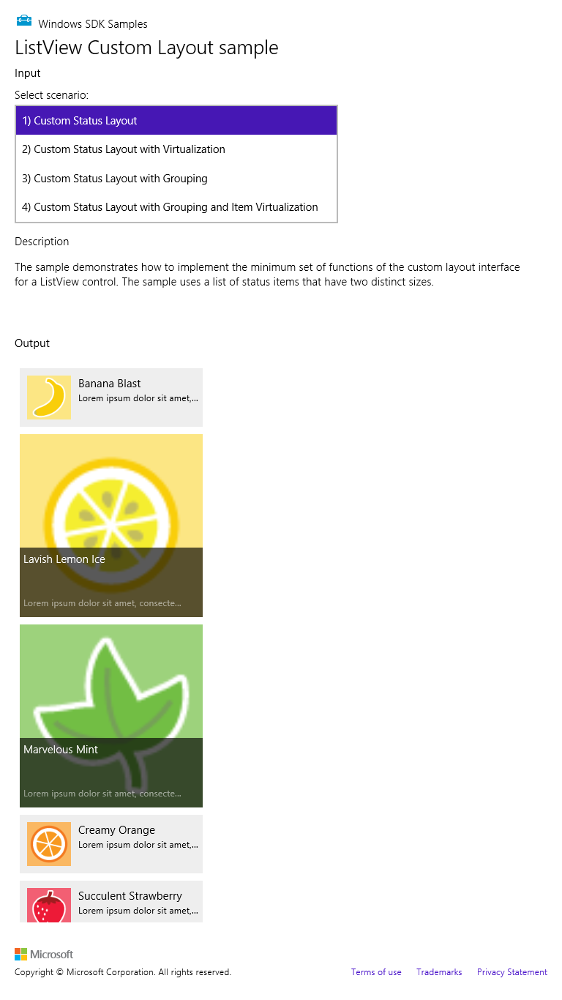 Windows SDK Samples
ListView Custom Layout sample
Input
Select scenario:
1) Custom Status Layout
2) Custom Status Layout with Virtualization
3) Custom Status Layout with Grouping
4) Custom Status Layout with Grouping and Item Virtualization
Description
The sample demonstrates how to implement the minimum set of functions of the custom layout interface
for a ListView control. The sample uses a list of status items that have two distinct sizes.
Output
Banana Blast
Lorem ipsum dolor sit amet,...
Lavish Lemon Ice
Lorem ipsum dolor sit amet, consecte...
Marvelous Mint
Lorem ipsum dolor sit amet, consecte...
Creamy Orange
Lorem ipsum dolor sit amet,...
Succulent Strawberry
Lorem ipsum dolor sit amet,...
Microsoft
Copyright © Microsoft Corporation. All rights reserved. Terms of use Trademarks Privacy Statement